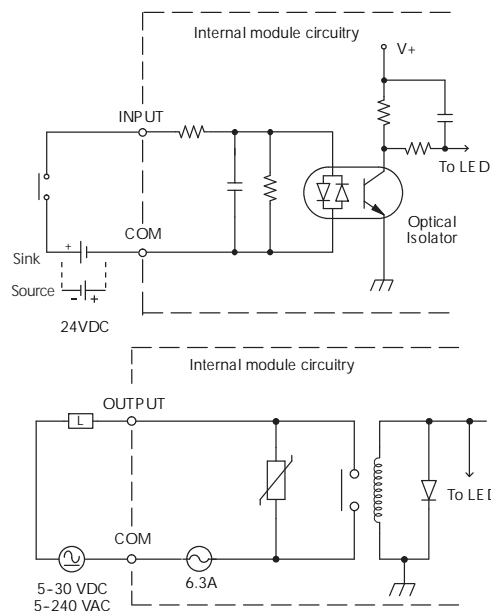 Internal module circuitry
V+
INPUT
To LED
COM
Optical
Isolator
Sink
+
Source
- +
24VDC
Internal module circuitry
OUTPUT
L
To LED
COM
6.3A
5-30 VDC
5-240 VAC